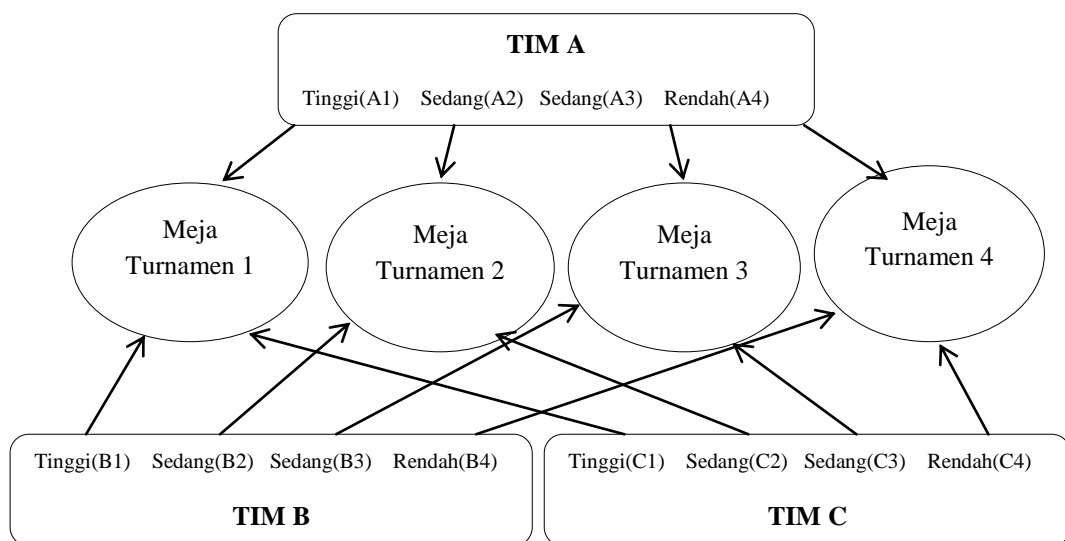 TIM A
Tinggi(A1) Sedang(A2) Sedang(A3) Rendah(A4)
Meja
Turnamen 1
Meja
Turnamen 2
Meja
Turnamen 3
Meja
Turnamen 4
Tinggi(B1) Sedang(B2) Sedang(B3) Rendah(B4)
TIM B
Tinggi(C1) Sedang(C2) Sedang(C3) Rendah(C4)
TIM C